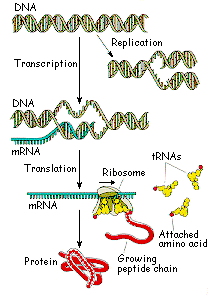 DNA
Replication
Transcription
DNA
mRNA
Translation
Ribosome
tRNAs
mRNA
Attached
amino acid
Growing
peptide chain
Protein